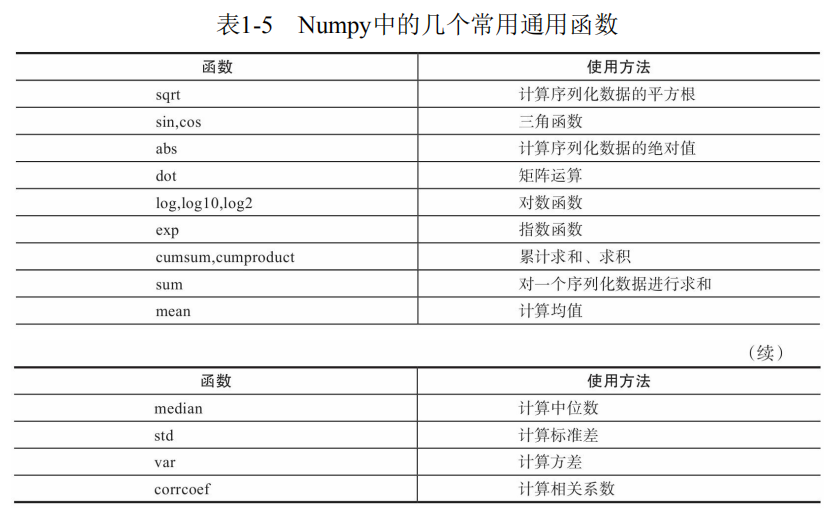 表1-5 Numpy中的几个常用通用函数
函数 使用方法
sqrt 计算序列化数据的平方根
sin,cos 三角函数
abs 计算序列化数据的绝对值
dot 矩阵运算
log,log10,log2 对数函数
exp 指数函数
cumsum,cumproduct 累计求和、求积
sum 对一个序列化数据进行求和
mean 计算均值
（续）
函数 使用方法
median 计算中位数
std 计算标准差
var 计算方差
corrcoef 计算相关系数